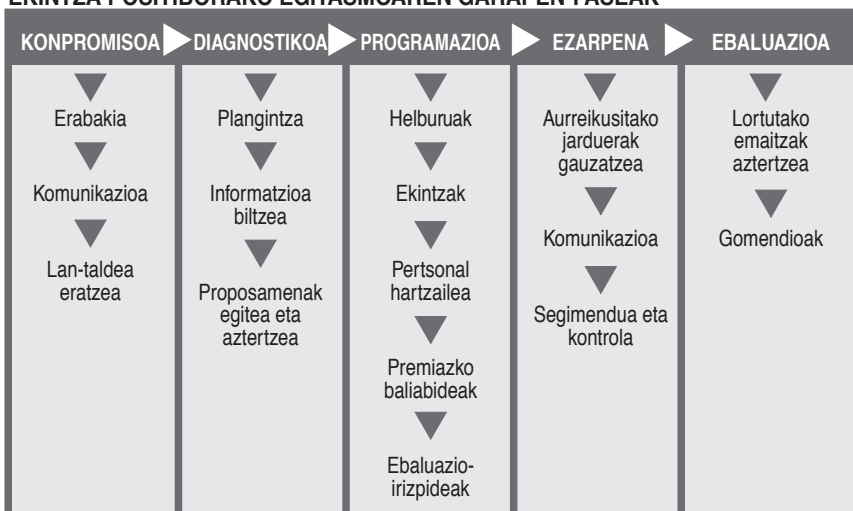 EKINTZA POSITIBORAKO EGITASMOAREN GARAPEN FASEAK
KONPROMISOA
DIAGNOSTIKOA
PROGRAMAZIOA
EZARPENA
EBALUAZIOA
Erabakia
Komunikazioa
Lan-taldea
eratzea
Plangintza
Informatzioa
biltzea
Proposamenak
egitea eta
aztertzea
Helburuak
Ekintzak
Pertsonal
hartzailea
Premiazko
baliabideak
Ebaluazio-
irizpideak
Aurreikusitako
jarduerak
gauzatzea
Komunikazioa
Segimendua eta
kontrola
Lortutako
emaitzak
aztertzea
Gomendioak